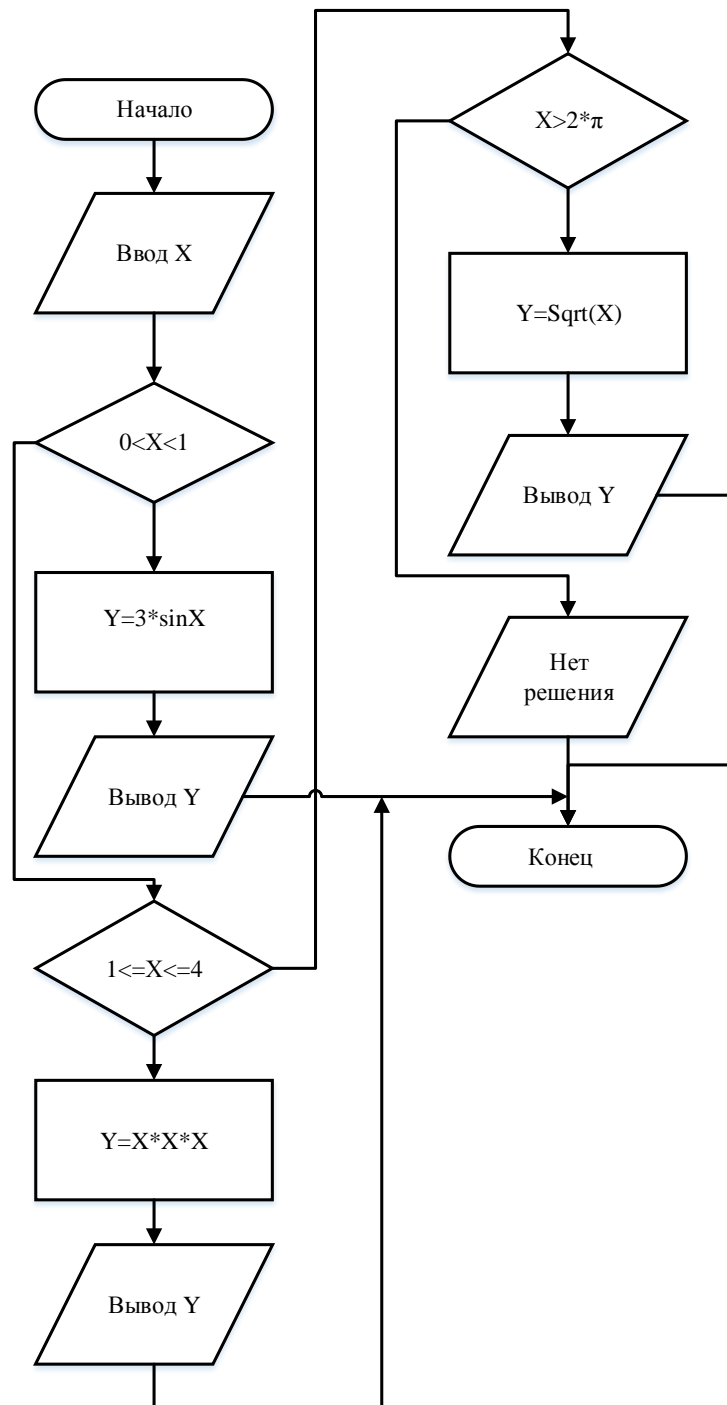 Начало
Ввод X
0<X<1
Y=3*sinX
Вывод Y
1<=X<=4
Y=X*X*X
Вывод Y
X>2*π
Y=Sqrt(X)
Вывод Y
Нет
решения
Конец